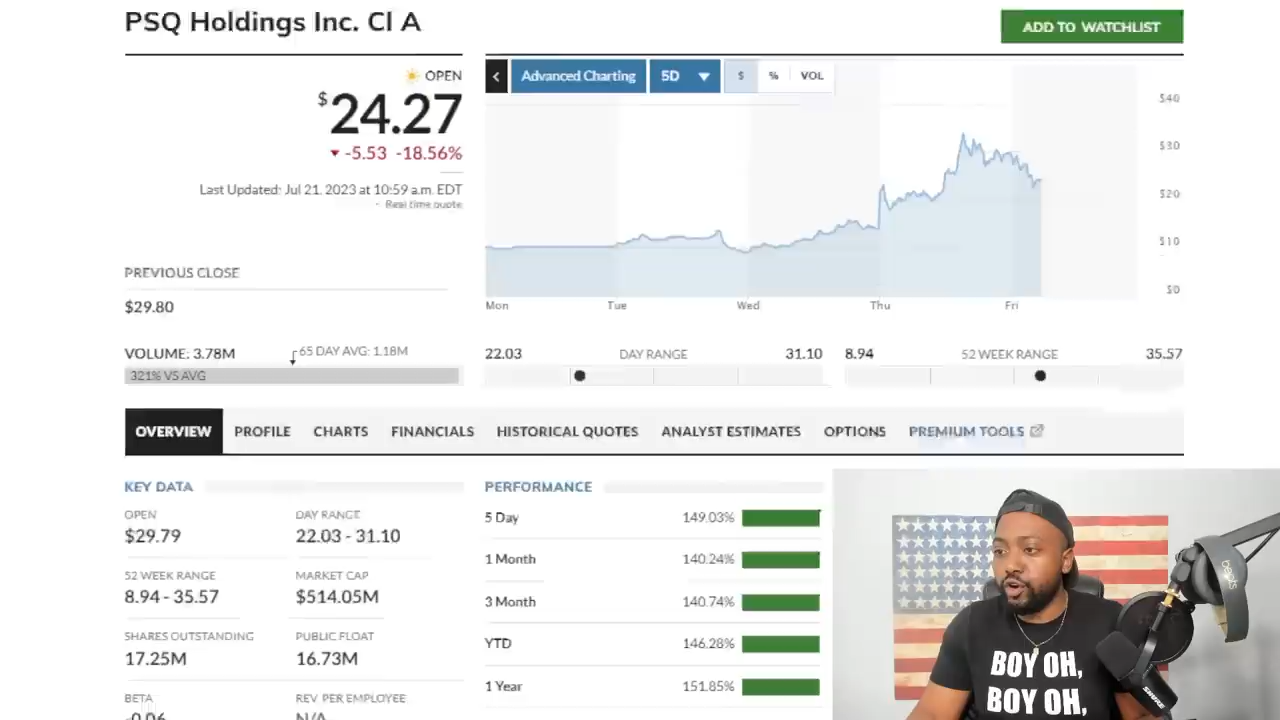 PSQ Holdings Inc. Cl A
ADD TO WATCHLIST
OPEN
$24.27
-5.53 -18.56%
Last Updated: Jul 21, 2023 at 10:59 a.m. EDT
Real time quote
PREVIOUS CLOSE
$29.80
VOLUME: 3.78M
65 DAY AVG: 1.18M
321% VS AVG
Advanced Charting
5D
$
%
VOL
$40
$30
$20
$10
$0
Mon
Tue
Wed
Thu
Fri
22.03
DAY RANGE
31.10
8.94
52 WEEK RANGE
35.57
OVERVIEW
PROFILE
CHARTS
FINANCIALS
HISTORICAL QUOTES
ANALYST ESTIMATES
OPTIONS
PREMIUM TOOLS
KEY DATA
OPEN
$29.79
DAY RANGE
22.03 - 31.10
52 WEEK RANGE
8.94 - 35.57
MARKET CAP
$514.05M
SHARES OUTSTANDING
17.25M
PUBLIC FLOAT
16.73M
BETA
-0.06
REV PER EMPLOYEE
N/A
PERFORMANCE
5 Day 149.03%
1 Month 140.24%
3 Month 140.74%
YTD 146.28%
1 Year 151.85%
BOY OH,
BOY OH,
beats
SHURE